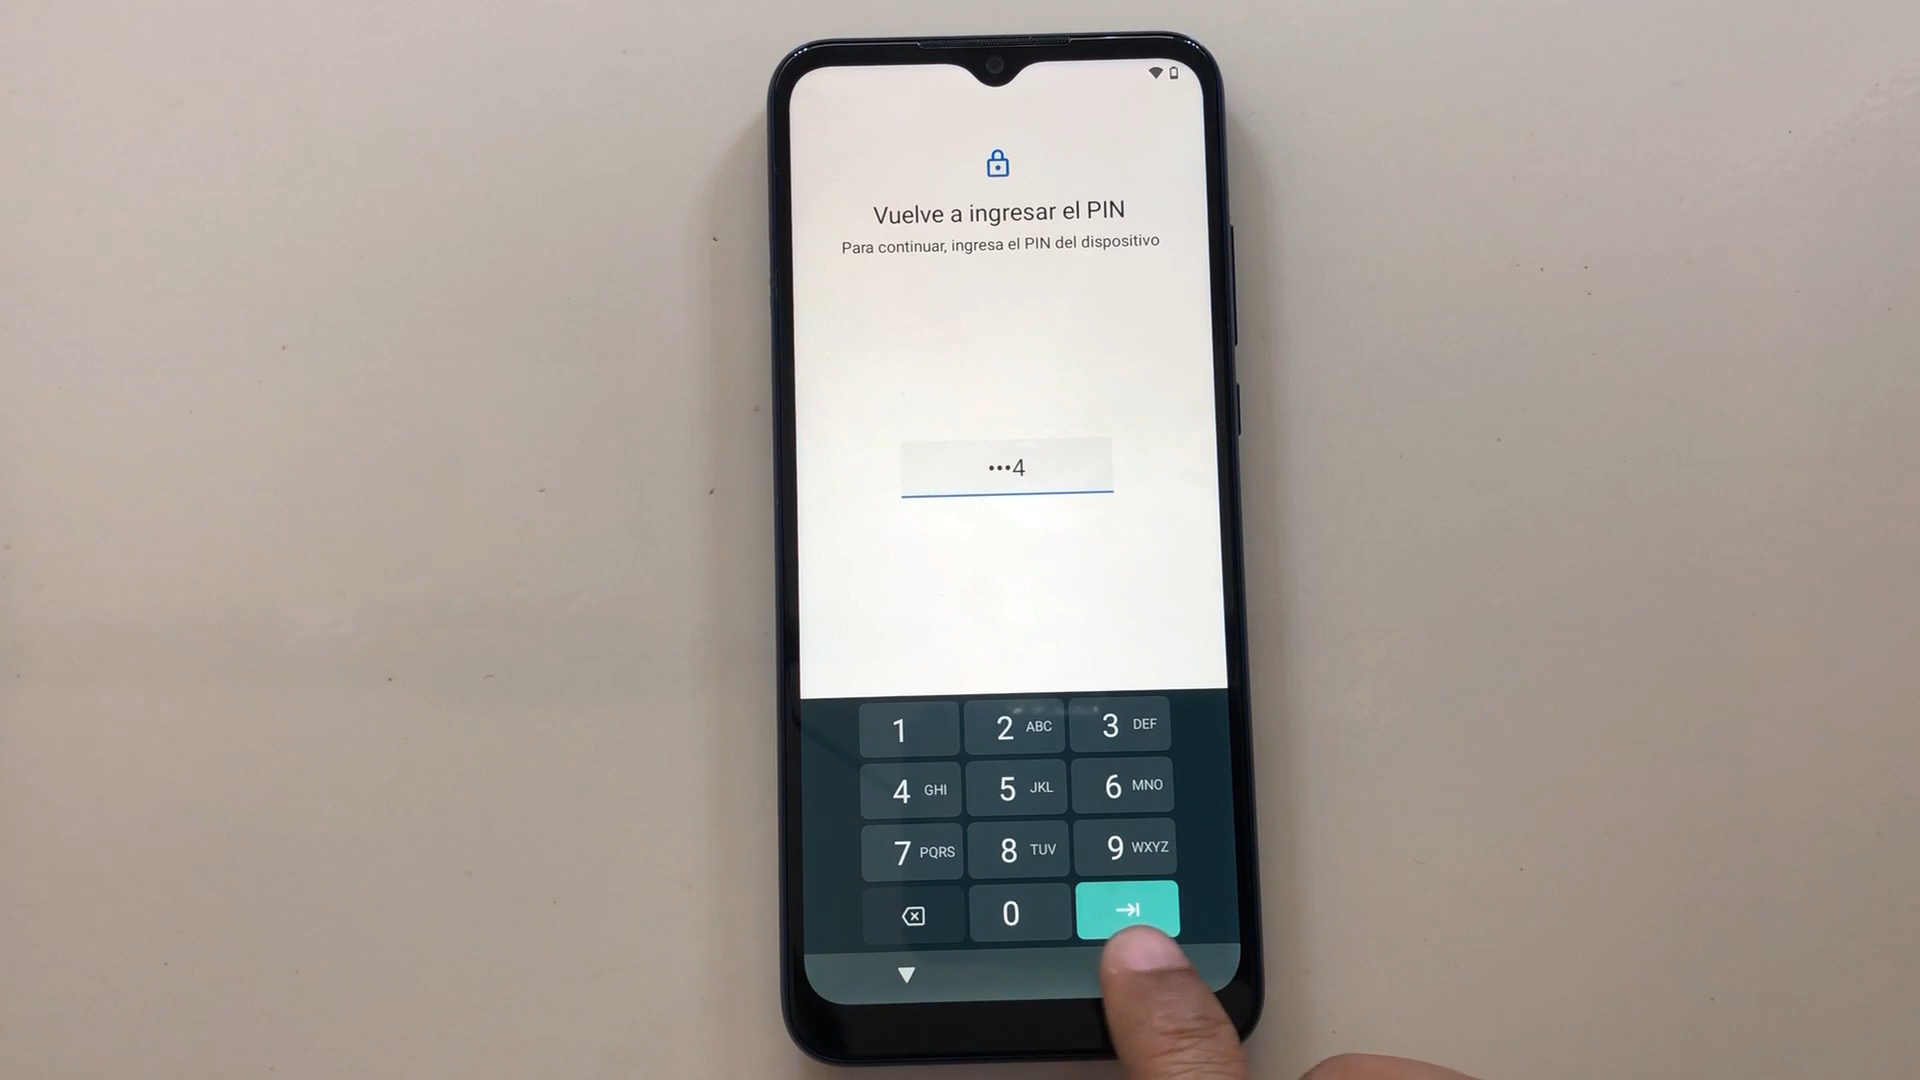 Vuelve a ingresar el PIN
Para continuar, ingresa el PIN del dispositivo
•••4
1 2 ABC 3 DEF
4 GHI 5 JKL 6 MNO
7 PQRS 8 TUV 9 WXYZ
0